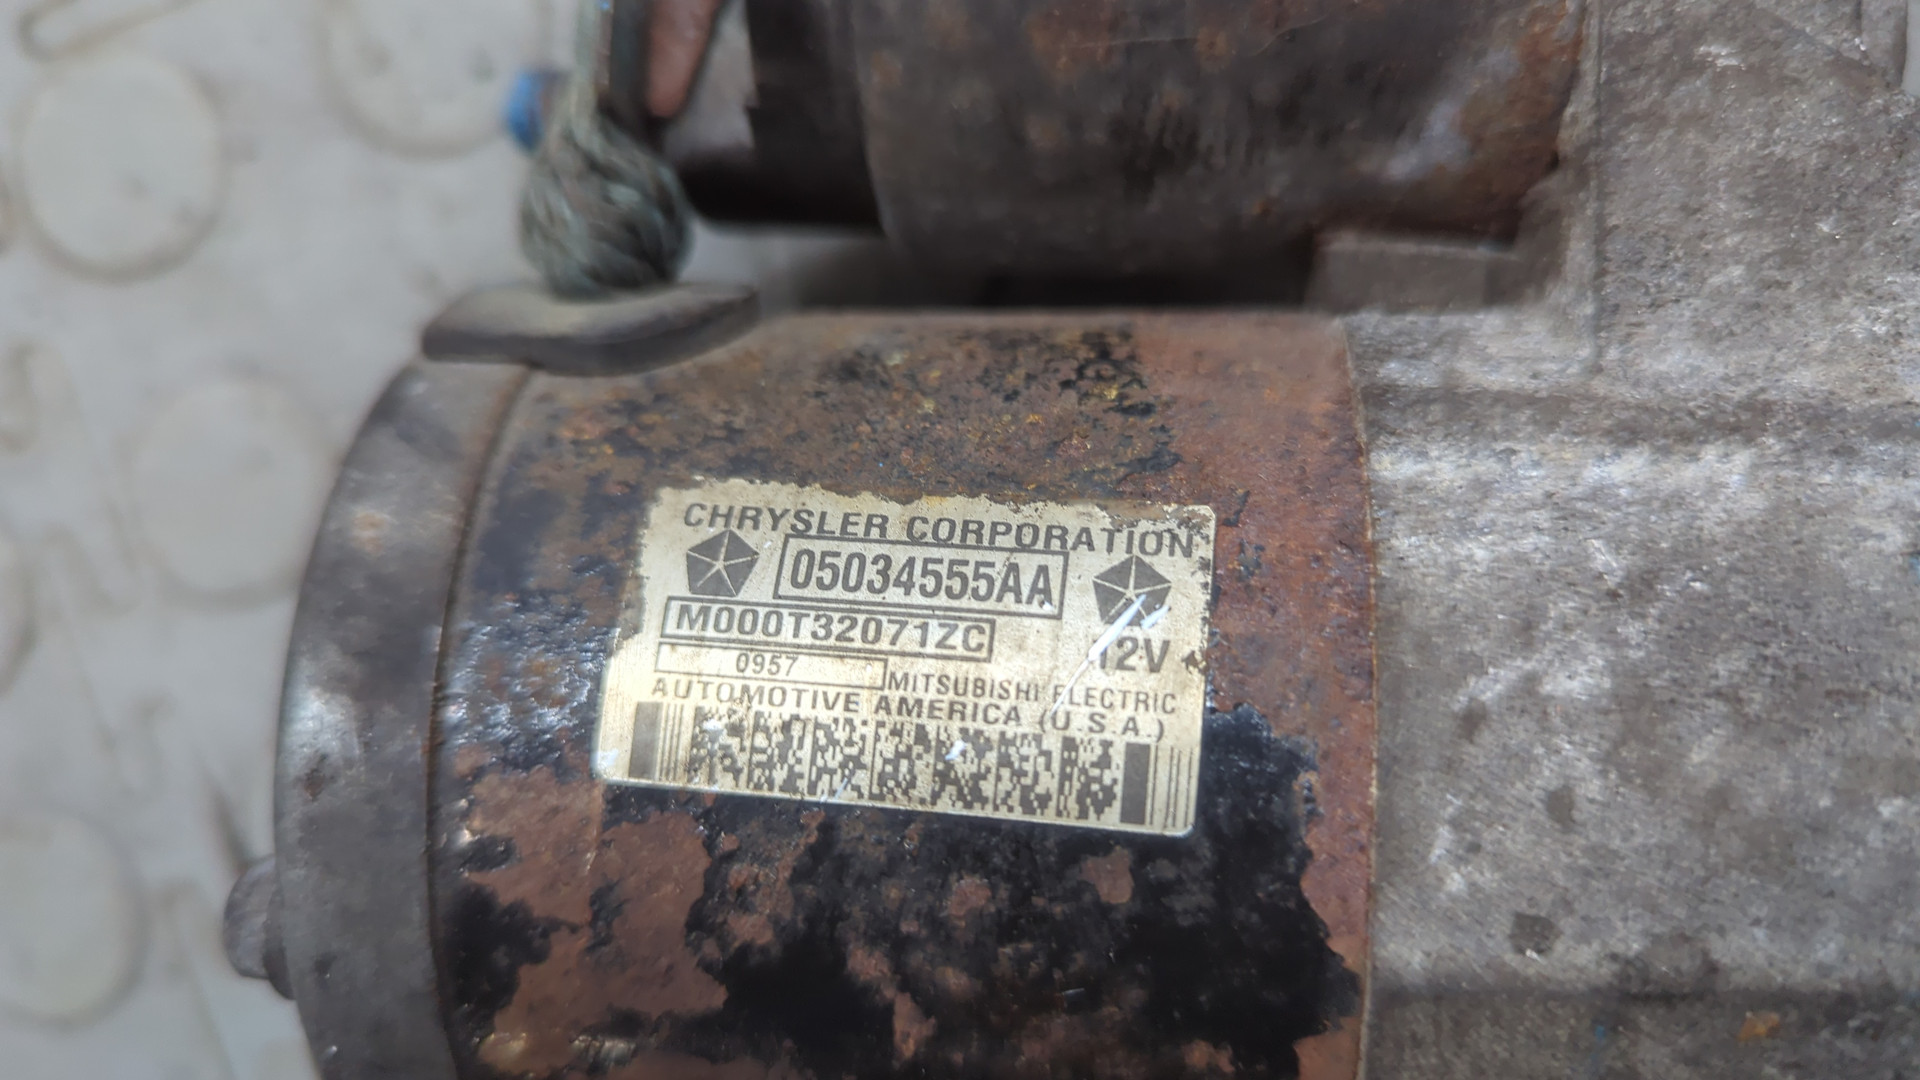 CHRYSLER CORPORATION
05034555AA
M000T32071ZC
12V
0957
MITSUBISHI ELECTRIC
AUTOMOTIVE AMERICA (U.S.A.)